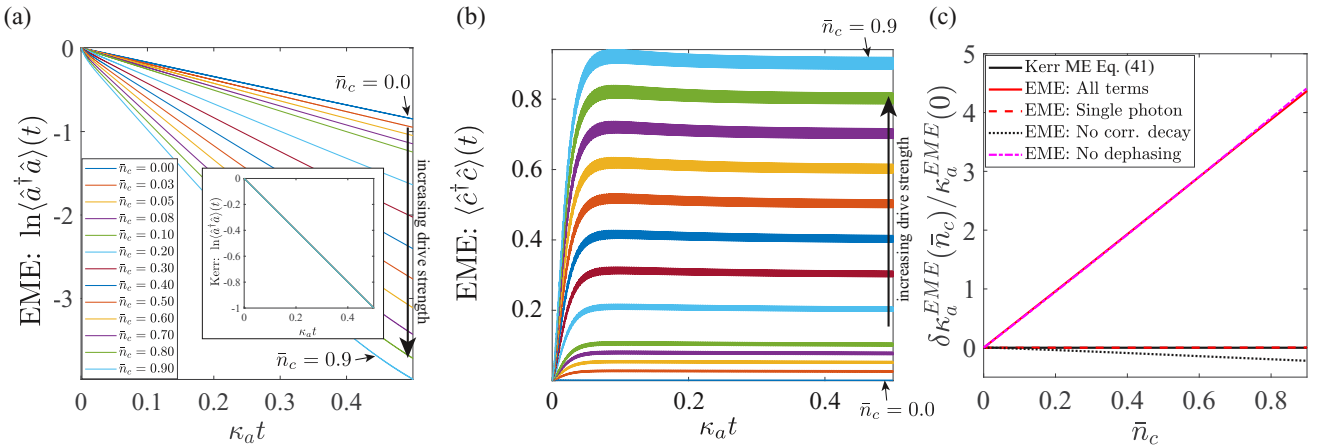 (a)
EME: ln⟨â†â⟩(t)
0
-1
-2
-3
n̄c = 0.0
increasing drive strength
n̄c = 0.00
n̄c = 0.03
n̄c = 0.05
n̄c = 0.08
n̄c = 0.10
n̄c = 0.20
n̄c = 0.30
n̄c = 0.40
n̄c = 0.50
n̄c = 0.60
n̄c = 0.70
n̄c = 0.80
n̄c = 0.90
Kerr: ln⟨â†â⟩(t)
0
-0.2
-0.4
-0.6
-0.8
-1
0 0.2 0.4
κat
n̄c = 0.9
0 0.1 0.2 0.3 0.4
κat
(b)
n̄c = 0.9
EME: ⟨ĉ†ĉ⟩(t)
0.8
0.6
0.4
0.2
increasing drive strength
n̄c = 0.0
0 0.2 0.4
κat
(c)
δκaEME(n̄c)/κaEME(0)
5
4
3
2
1
0
Kerr ME Eq. (41)
EME: All terms
EME: Single photon
EME: No corr. decay
EME: No dephasing
0 0.2 0.4 0.6 0.8
n̄c